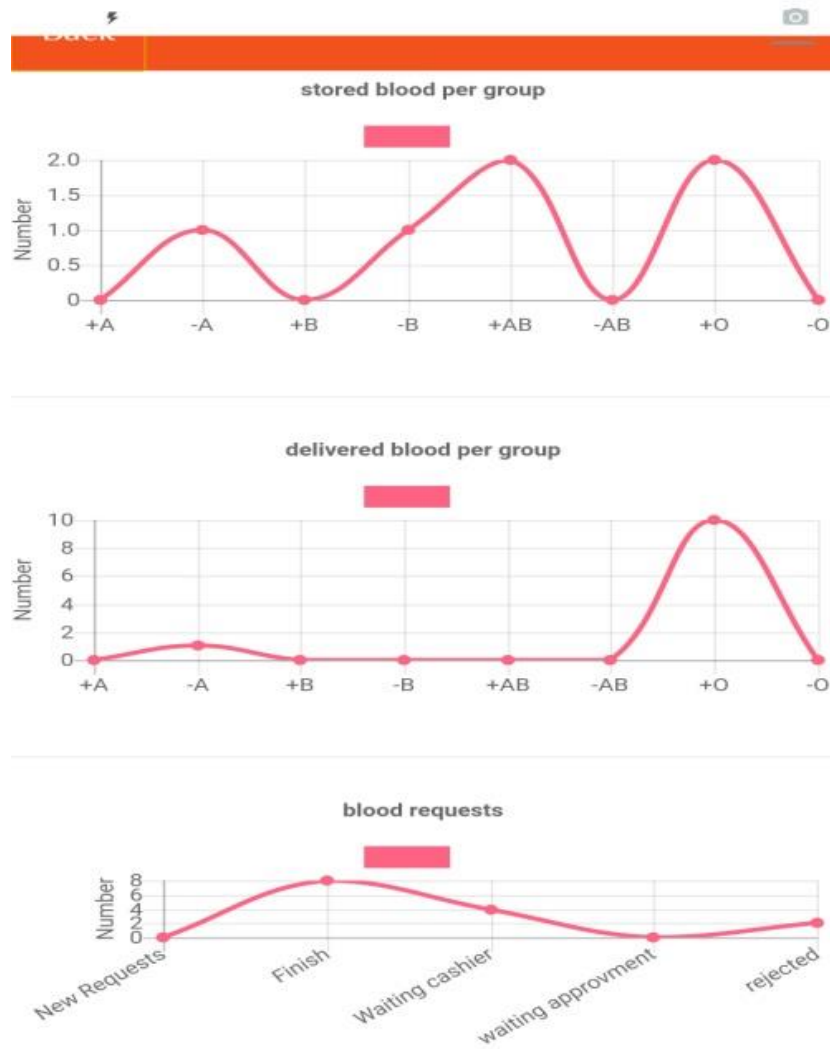 Back
stored blood per group
Number
2.0
1.5
1.0
0.5
0
+A -A +B -B +AB -AB +O -O
delivered blood per group
Number
10
8
6
4
2
0
+A -A +B -B +AB -AB +O -O
blood requests
Number
8
6
4
2
0
New Requests Finish Waiting cashier waiting approvment rejected